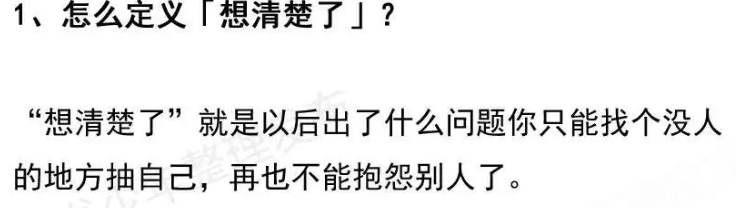 1、怎么定义「想清楚了」？
“想清楚了”就是以后出了什么问题你只能找个没人
的地方抽自己，再也不能抱怨别人了。